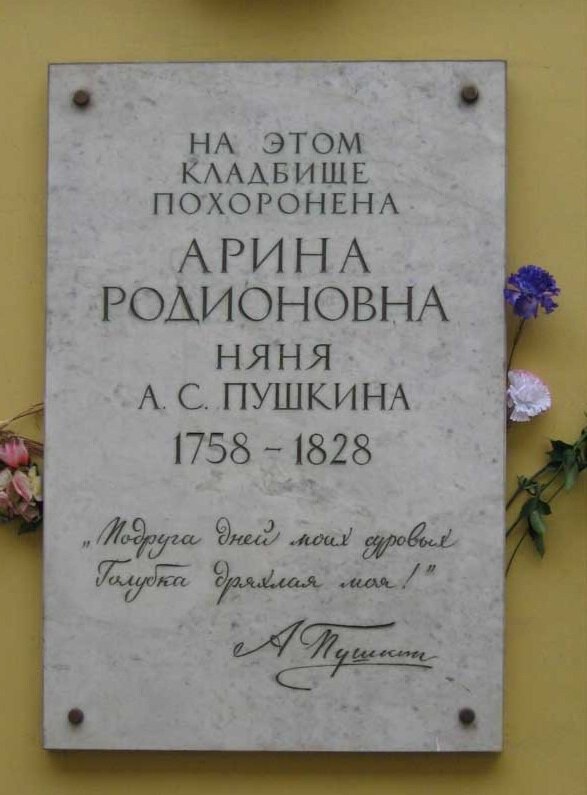 НА ЭТОМ
КЛАДБИЩЕ
ПОХОРОНЕНА
АРИНА
РОДИОНОВНА
НЯНЯ
А. С. ПУШКИНА
1758 – 1828
„Подруга дней моих суровых
Голубка дряхлая моя!”
А Пушкин